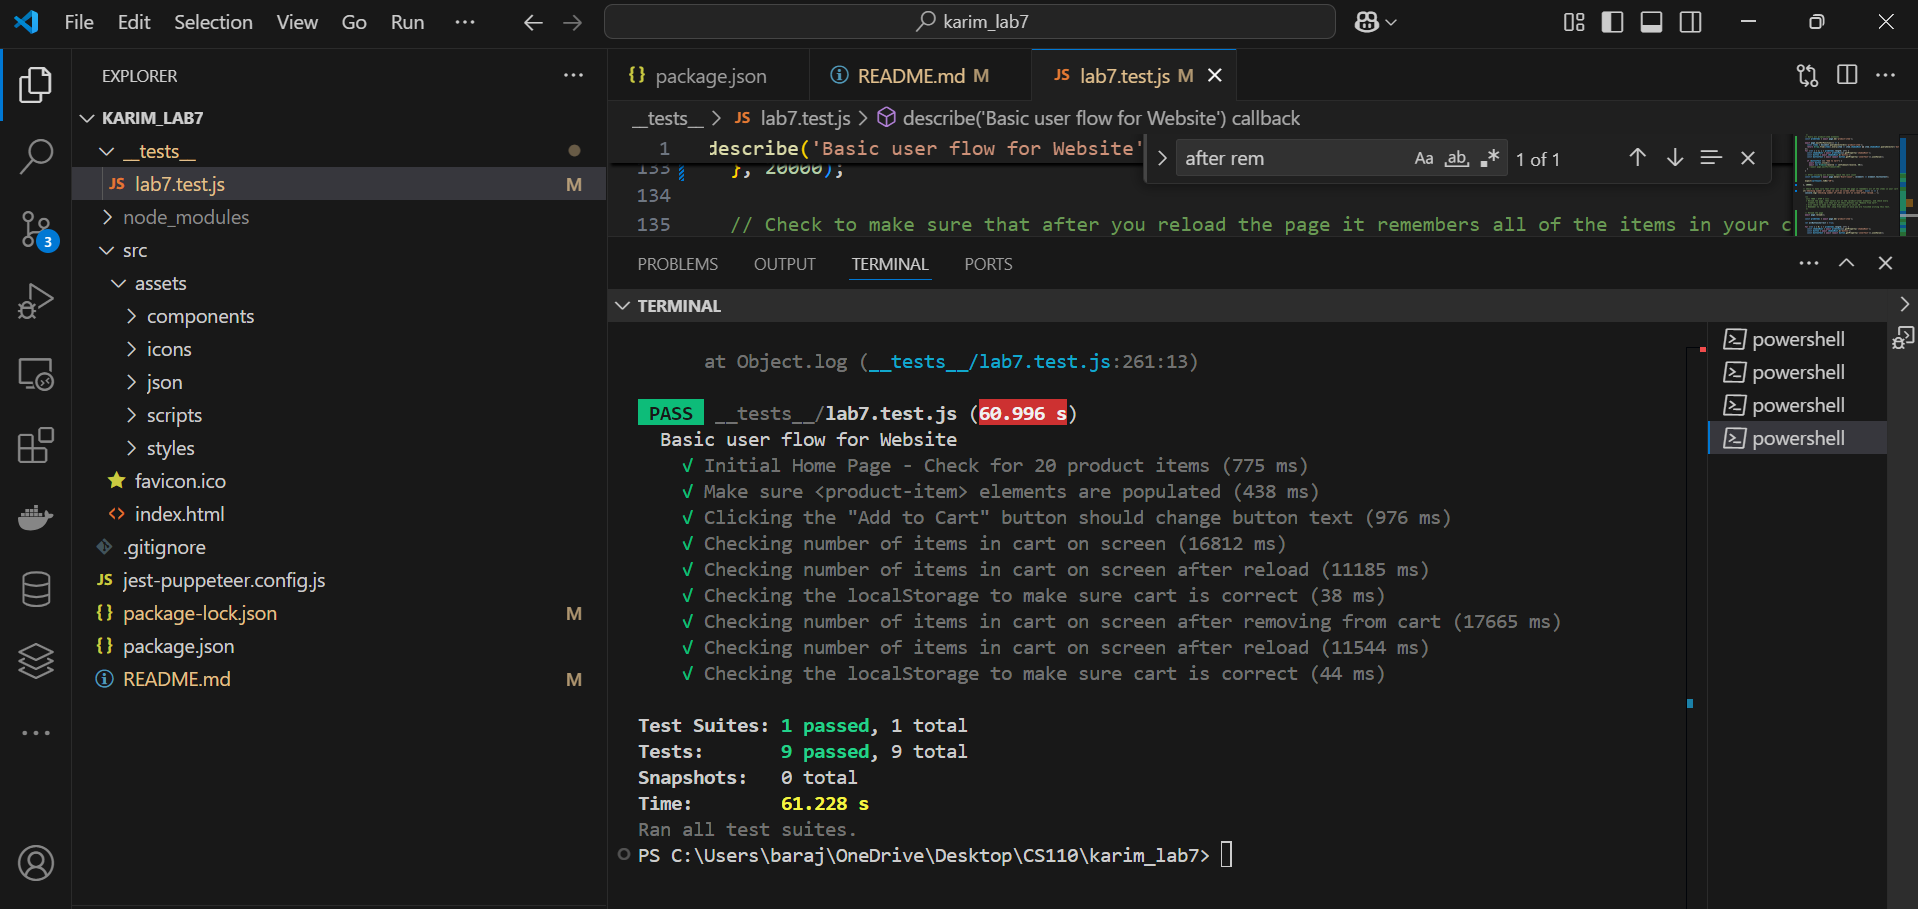 File Edit Selection View Go Run ··· karim_lab7
EXPLORER ···
KARIM_LAB7
__tests__
JS lab7.test.js M
node_modules
src
assets
components
icons
json
scripts
styles
favicon.ico
<> index.html
.gitignore
JS jest-puppeteer.config.js
{} package-lock.json M
{} package.json
README.md M
3
{} package.json README.md M JS lab7.test.js M
__tests__ > JS lab7.test.js > describe('Basic user flow for Website') callback
1 describe('Basic user flow for Website'
after rem Aa ab .* 1 of 1
133 }, 20000);
134
135 // Check to make sure that after you reload the page it remembers all of the items in your c
PROBLEMS OUTPUT TERMINAL PORTS
TERMINAL
at Object.log (__tests__/lab7.test.js:261:13)
PASS __tests__/lab7.test.js (60.996 s)
Basic user flow for Website
√ Initial Home Page - Check for 20 product items (775 ms)
√ Make sure <product-item> elements are populated (438 ms)
√ Clicking the "Add to Cart" button should change button text (976 ms)
√ Checking number of items in cart on screen (16812 ms)
√ Checking number of items in cart on screen after reload (11185 ms)
√ Checking the localStorage to make sure cart is correct (38 ms)
√ Checking number of items in cart on screen after removing from cart (17665 ms)
√ Checking number of items in cart on screen after reload (11544 ms)
√ Checking the localStorage to make sure cart is correct (44 ms)
Test Suites: 1 passed, 1 total
Tests: 9 passed, 9 total
Snapshots: 0 total
Time: 61.228 s
Ran all test suites.
PS C:\Users\baraj\OneDrive\Desktop\CS110\karim_lab7>
powershell
powershell
powershell
powershell